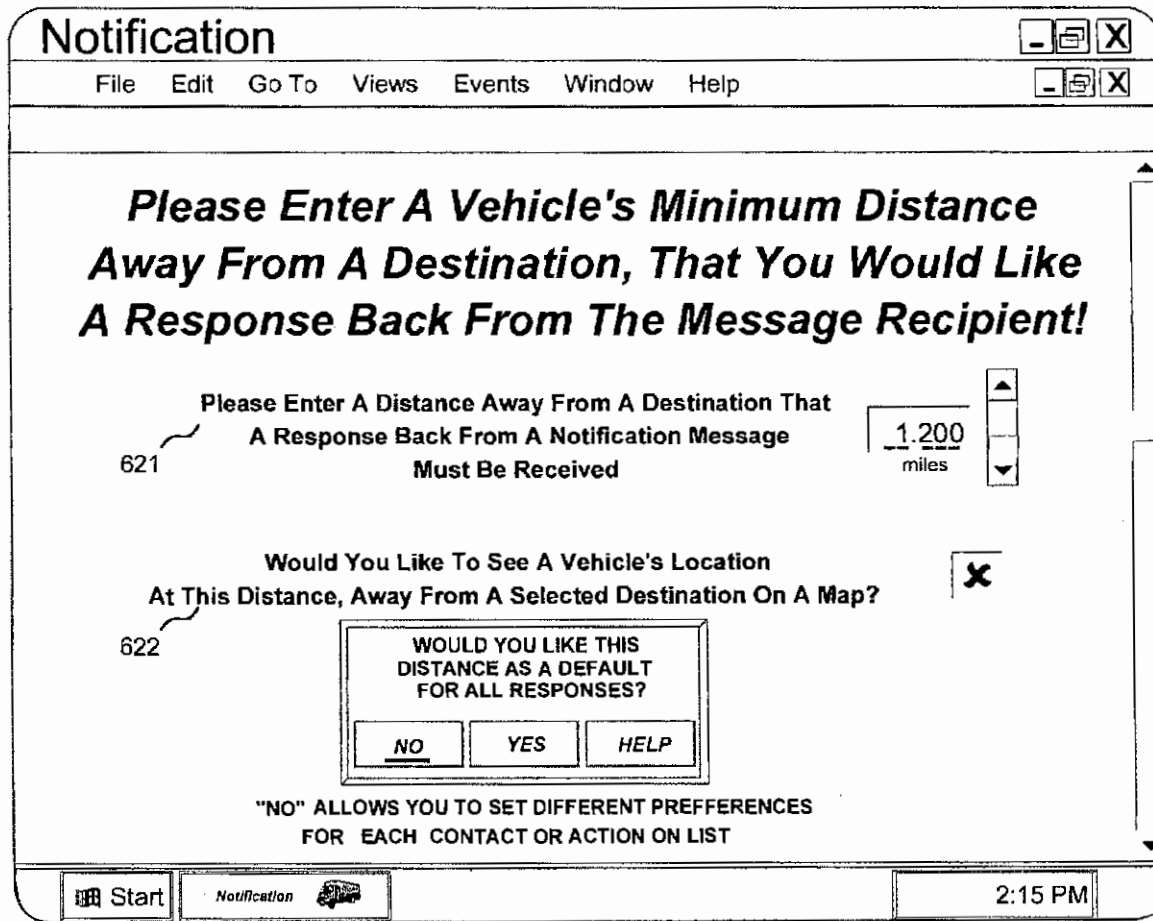 Notification
File Edit Go To Views Events Window Help
Please Enter A Vehicle's Minimum Distance
Away From A Destination, That You Would Like
A Response Back From The Message Recipient!
Please Enter A Distance Away From A Destination That
A Response Back From A Notification Message
Must Be Received
621
1.200
miles
Would You Like To See A Vehicle's Location
At This Distance, Away From A Selected Destination On A Map?
622
WOULD YOU LIKE THIS
DISTANCE AS A DEFAULT
FOR ALL RESPONSES?
NO YES HELP
"NO" ALLOWS YOU TO SET DIFFERENT PREFFERENCES
FOR EACH CONTACT OR ACTION ON LIST
Start Notification 2:15 PM